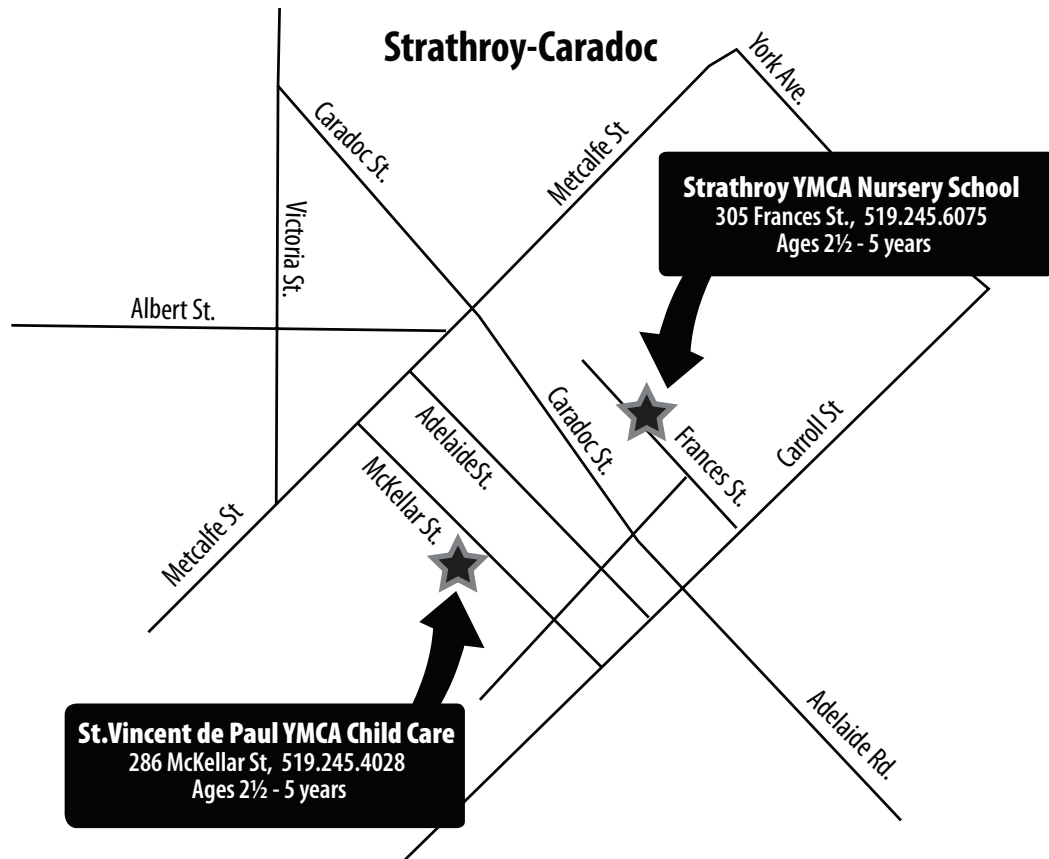 Strathroy-Caradoc
York Ave.
Caradoc St.
Metcalfe St
Strathroy YMCA Nursery School
305 Frances St., 519.245.6075
Ages 2½ - 5 years
Victoria St.
Albert St.
Caradoc St.
AdelaideSt.
Frances St.
Carroll St
McKellar St.
Metcalfe St
St.Vincent de Paul YMCA Child Care
286 McKellar St, 519.245.4028
Ages 2½ - 5 years
Adelaide Rd.